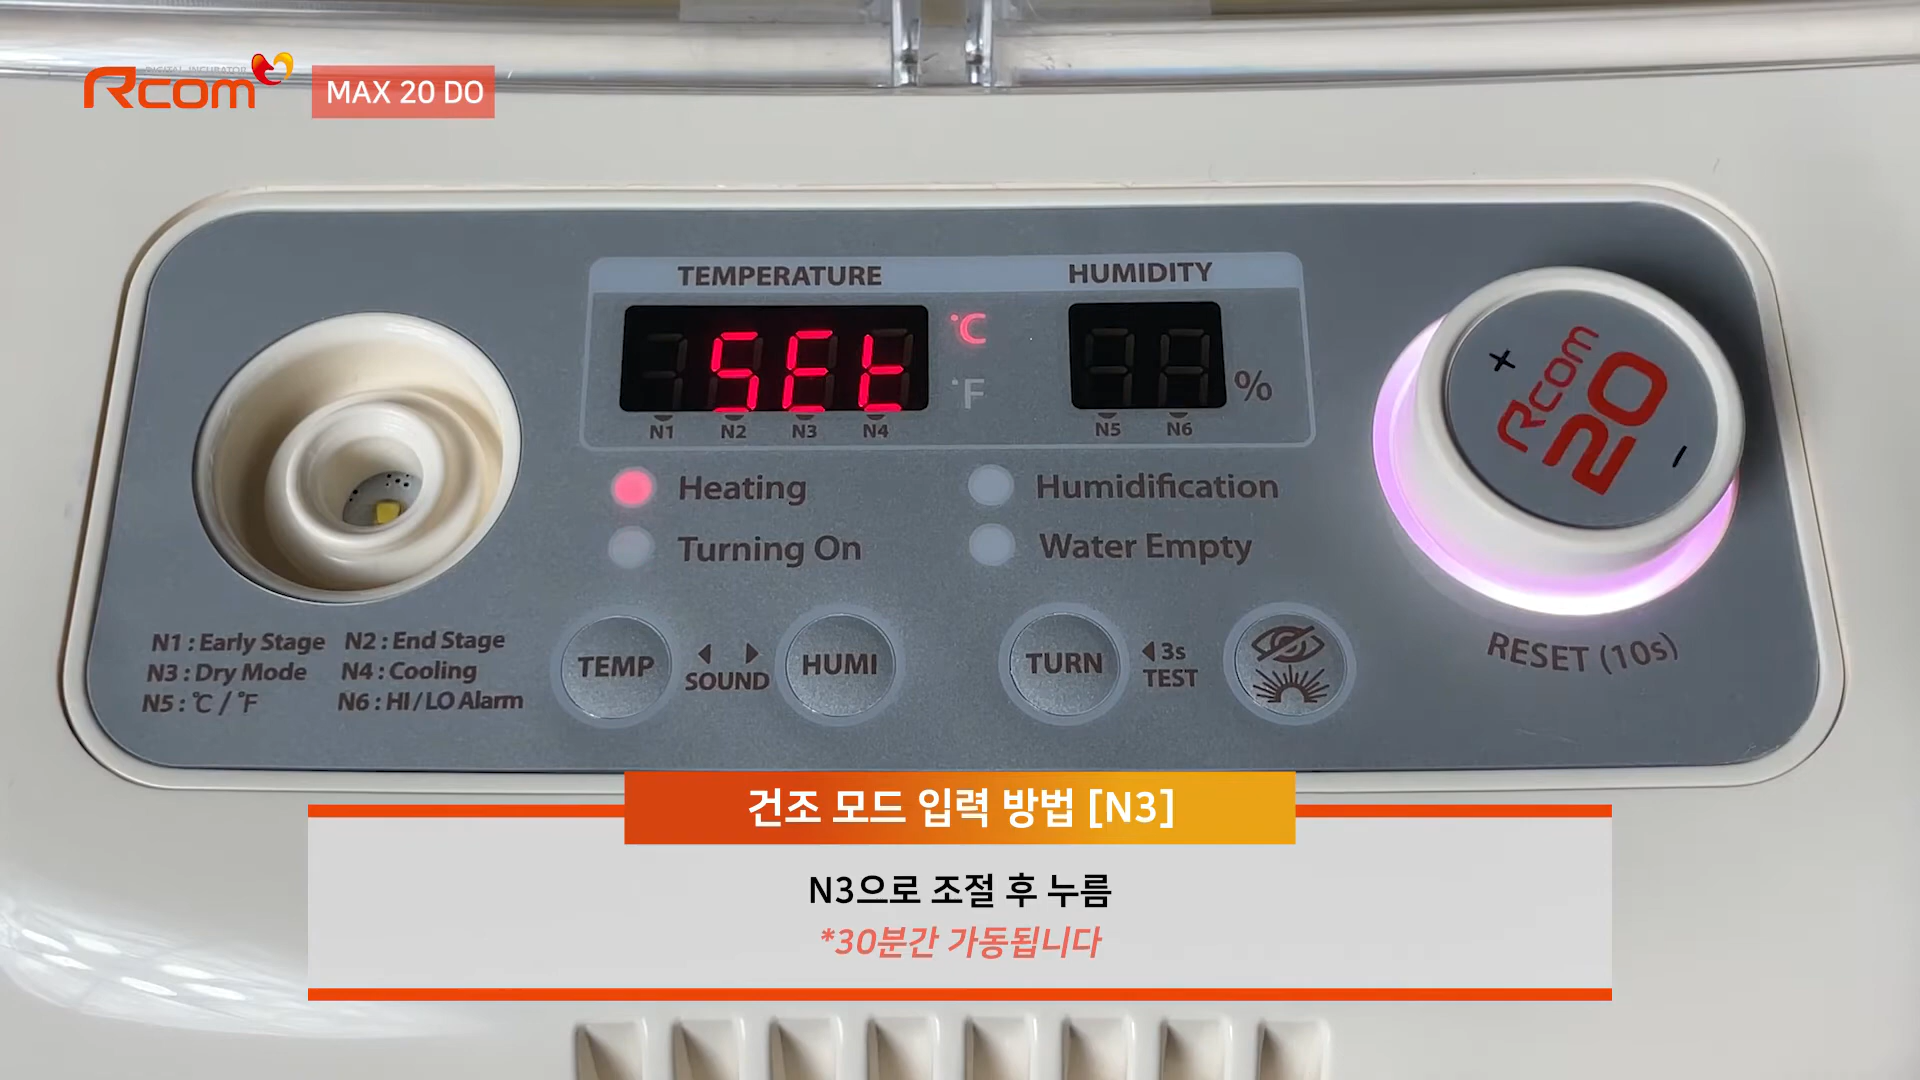 DIGITAL INCUBATOR
Rcom
MAX 20 DO
TEMPERATURE
HUMIDITY
SEt
°C
°F
%
N1 N2 N3 N4
N5 N6
Heating
Humidification
Turning On
Water Empty
Rcom
20
+
-
RESET (10s)
N1 : Early Stage N2 : End Stage
N3 : Dry Mode N4 : Cooling
N5 : °C / °F N6 : HI / LO Alarm
TEMP
SOUND
HUMI
TURN
3s
TEST
건조 모드 입력 방법 [N3]
N3으로 조절 후 누름
*30분간 가동됩니다